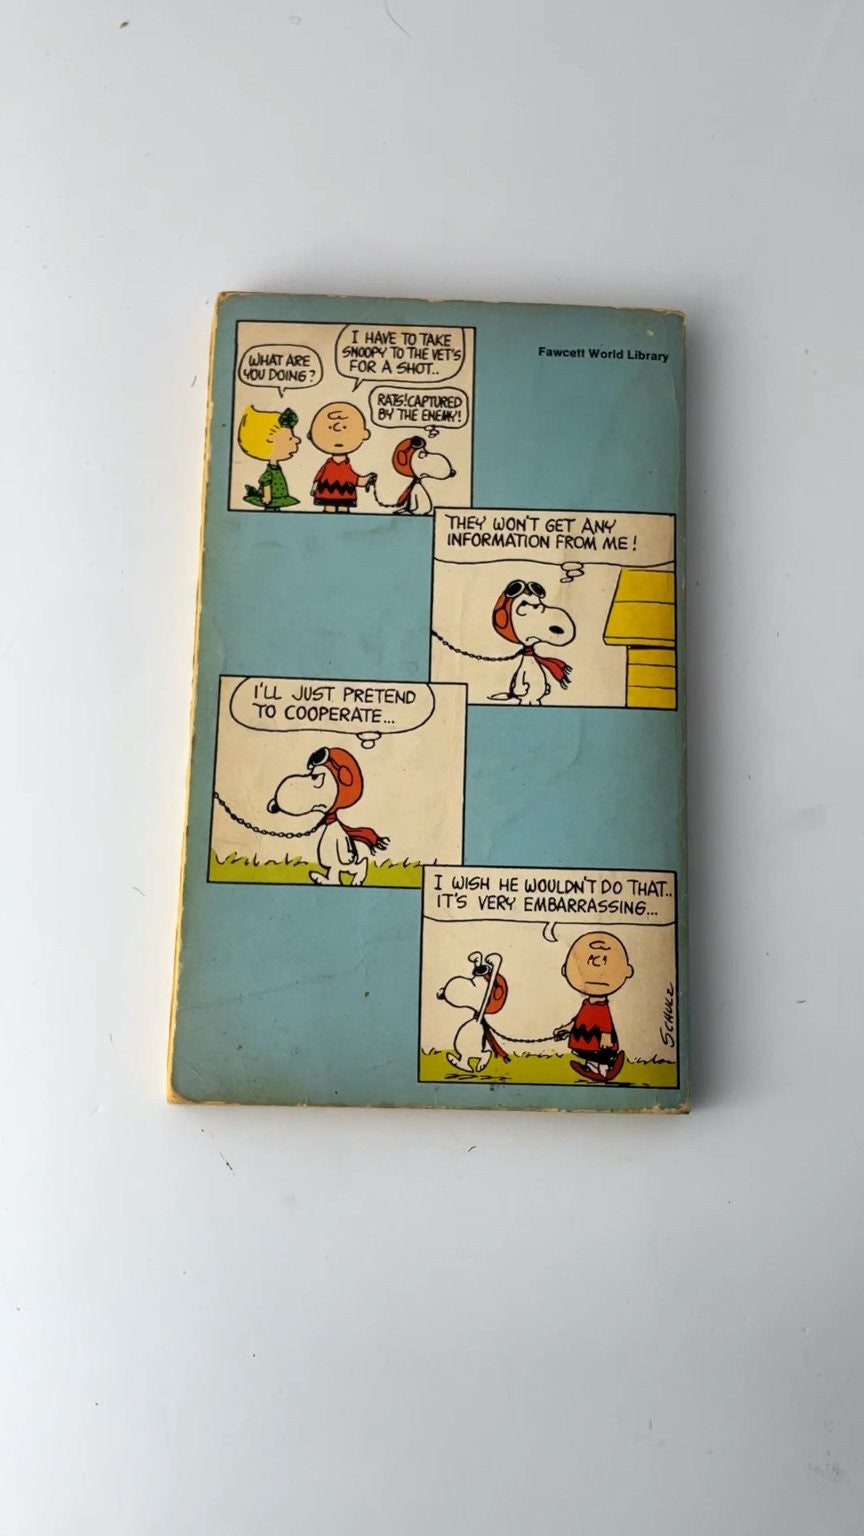 Fawcett World Library
WHAT ARE
YOU DOING?
I HAVE TO TAKE
SNOOPY TO THE VET'S
FOR A SHOT..
RATS! CAPTURED
BY THE ENEMY!
THEY WON'T GET ANY
INFORMATION FROM ME!
I'LL JUST PRETEND
TO COOPERATE...
I WISH HE WOULDN'T DO THAT..
IT'S VERY EMBARRASSING...
SCHULZ